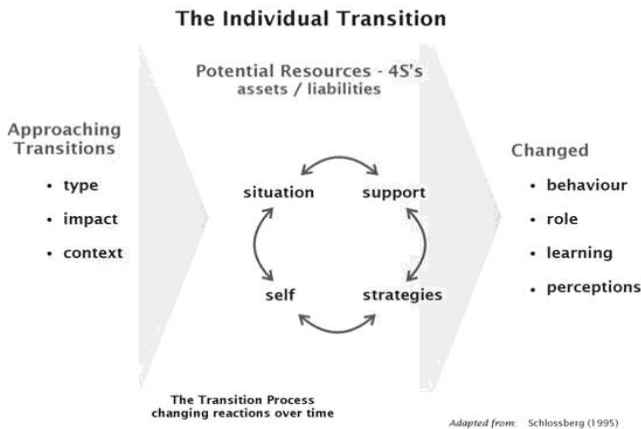 The Individual Transition
Potential Resources - 4S's
assets / liabilities
Approaching
Transitions
• type
• impact
• context
situation
support
self
strategies
Changed
• behaviour
• role
• learning
• perceptions
The Transition Process
changing reactions over time
Adapted from: Schlossberg (1995)